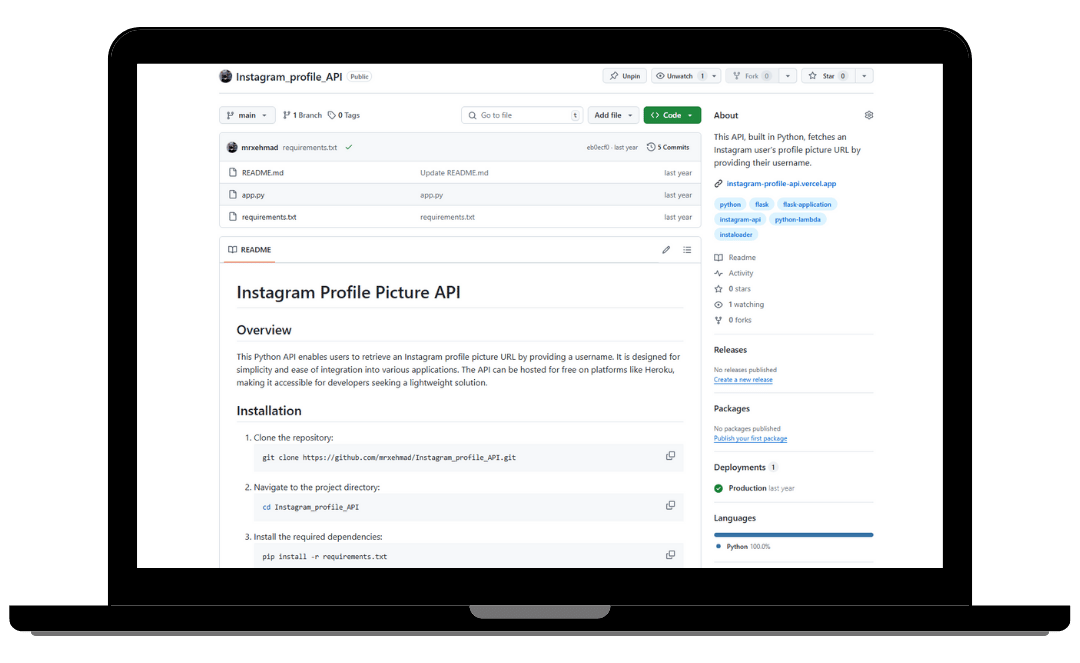 Instagram_profile_API Public
Unpin Unwatch 1 Fork 0 Star 0
main 1 Branch 0 Tags Go to file t Add file Code
mrxehmad requirements.txt eb0ecf0 · last year 5 Commits
README.md Update README.md last year
app.py app.py last year
requirements.txt requirements.txt last year
README
Instagram Profile Picture API
Overview
This Python API enables users to retrieve an Instagram profile picture URL by providing a username. It is designed for
simplicity and ease of integration into various applications. The API can be hosted for free on platforms like Heroku,
making it accessible for developers seeking a lightweight solution.
Installation
1. Clone the repository:
git clone https://github.com/mrxehmad/Instagram_profile_API.git
2. Navigate to the project directory:
cd Instagram_profile_API
3. Install the required dependencies:
pip install -r requirements.txt
About
This API, built in Python, fetches an
Instagram user's profile picture URL by
providing their username.
instagram-profile-api.vercel.app
python flask flask-application
instagram-api python-lambda
instaloader
Readme
Activity
0 stars
1 watching
0 forks
Releases
No releases published
Create a new release
Packages
No packages published
Publish your first package
Deployments 1
Production last year
Languages
Python 100.0%